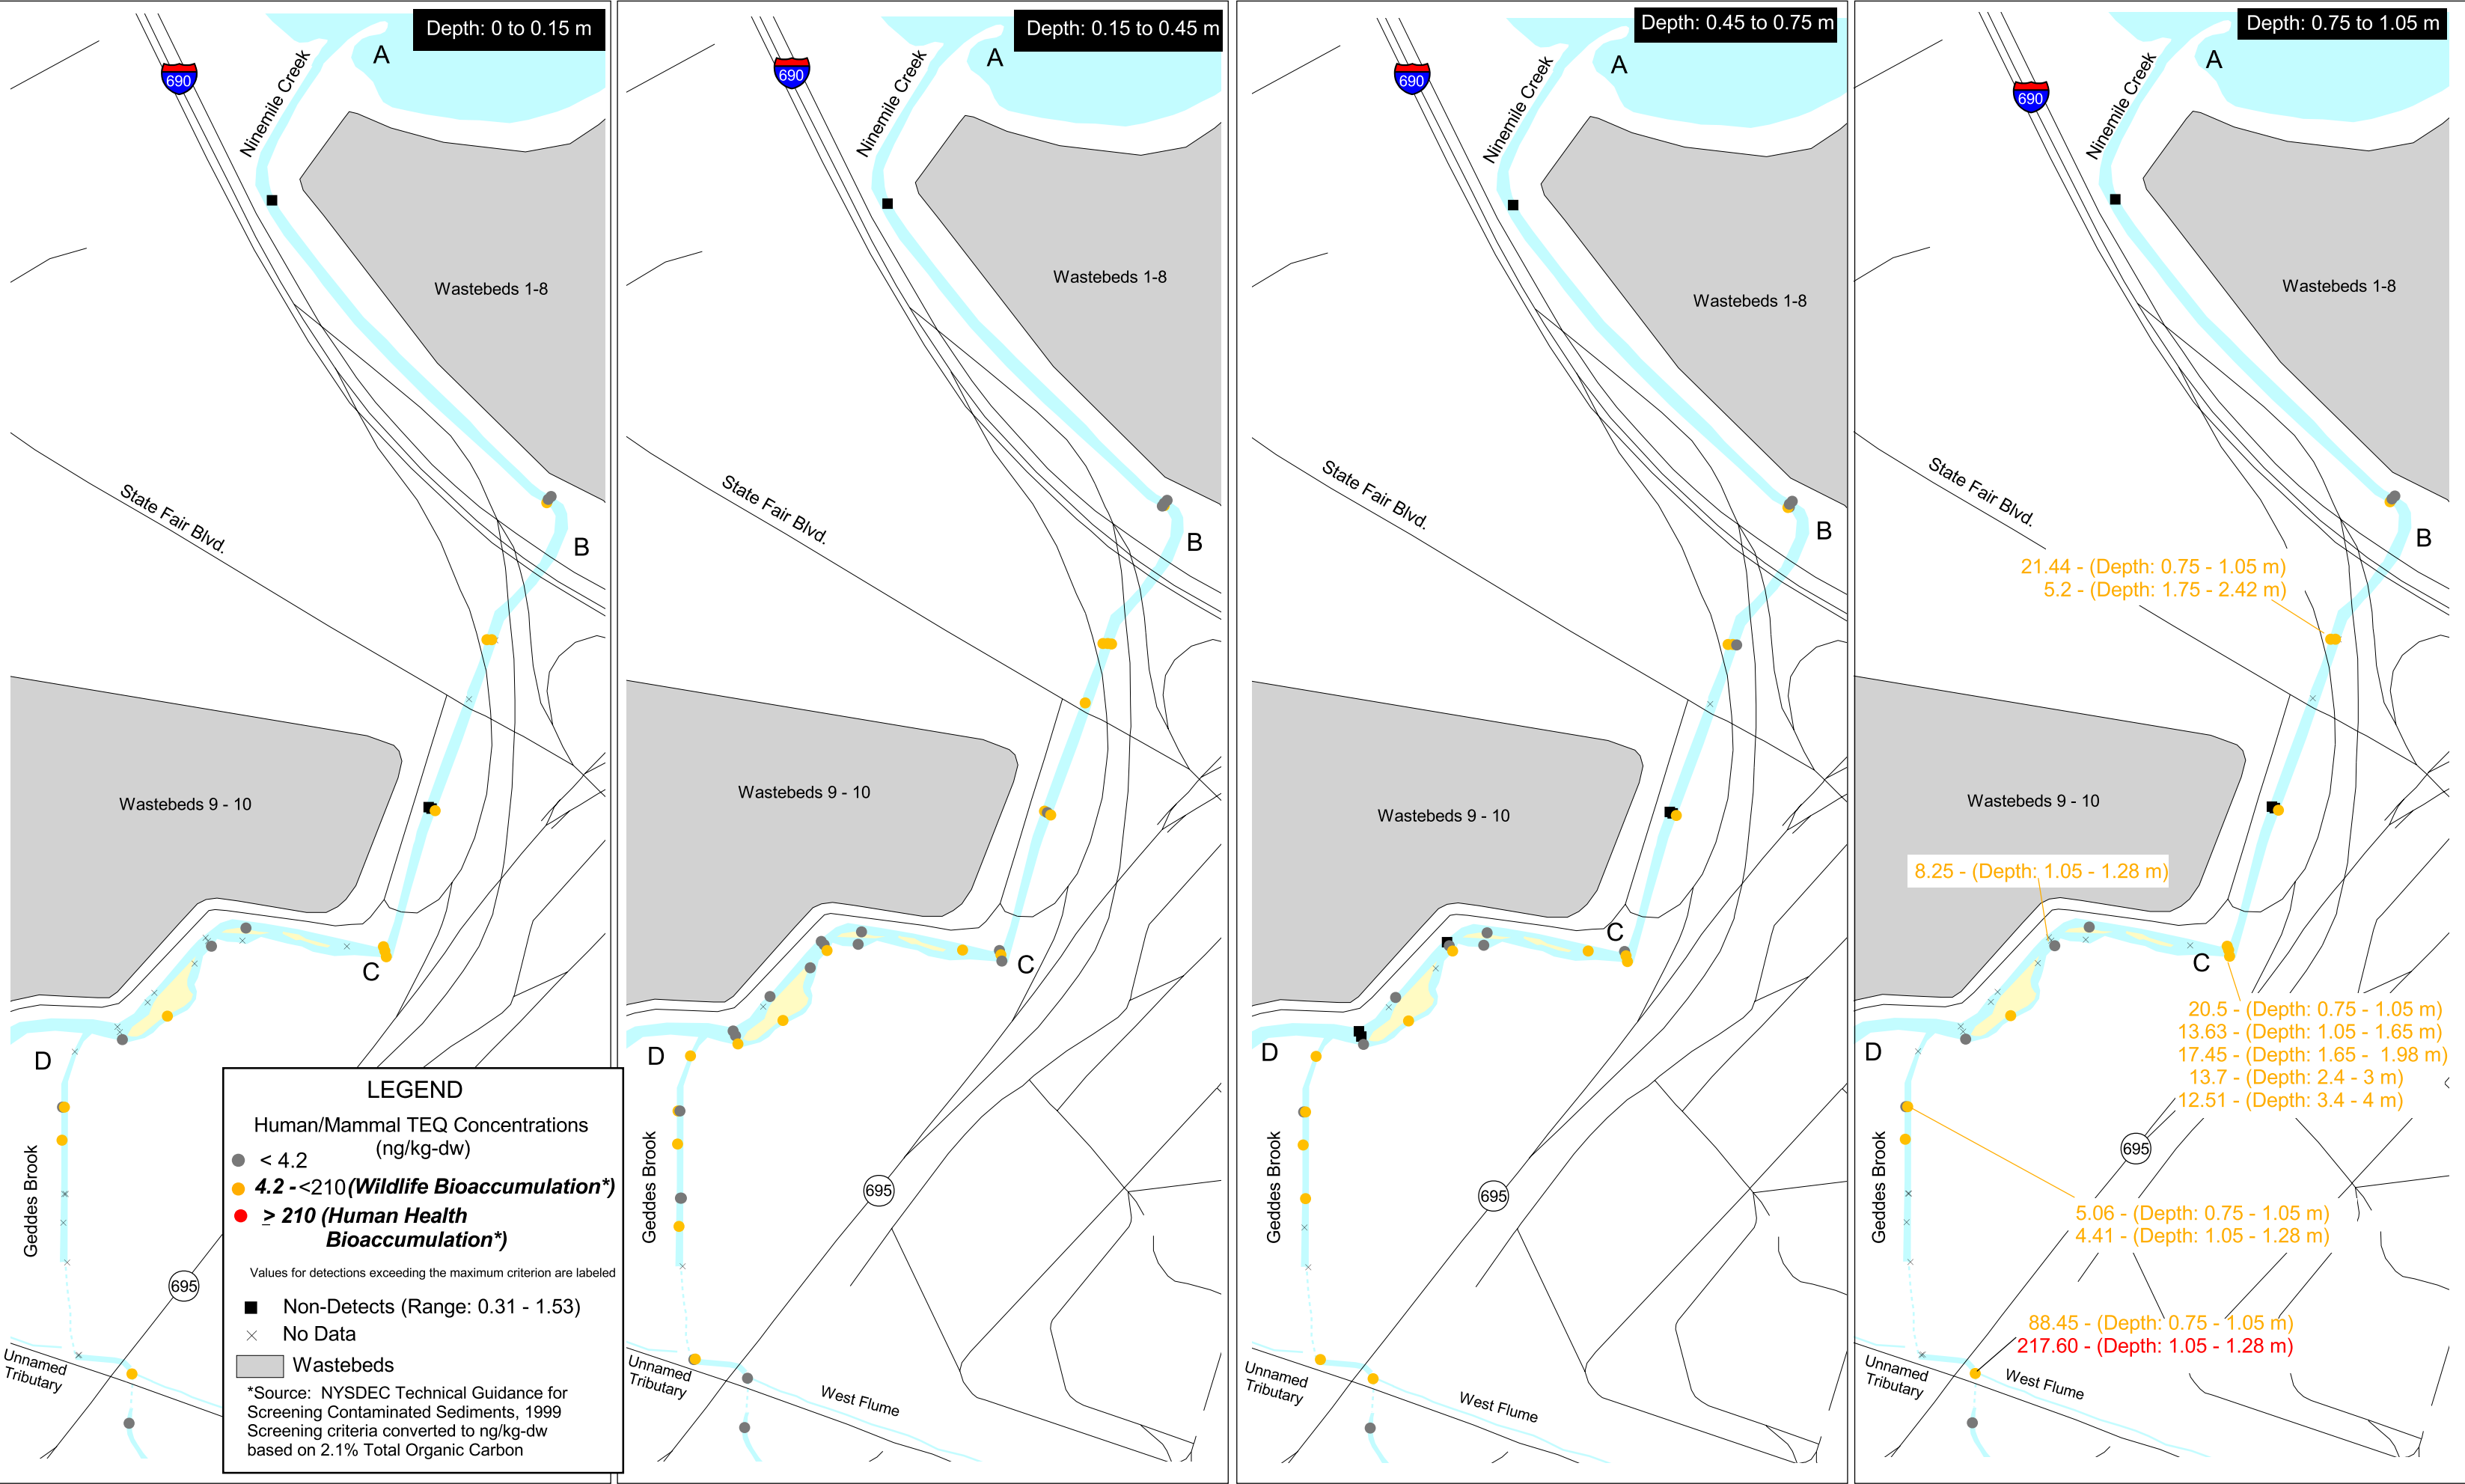 Depth: 0 to 0.15 m
A
690
Ninemile Creek
Wastebeds 1-8
State Fair Blvd.
B
Wastebeds 9 - 10
C
D
Geddes Brook
695
Unnamed
Tributary
LEGEND
Human/Mammal TEQ Concentrations
(ng/kg-dw)
< 4.2
4.2 - <210 (Wildlife Bioaccumulation*)
≥ 210 (Human Health
Bioaccumulation*)
Values for detections exceeding the maximum criterion are labeled
Non-Detects (Range: 0.31 - 1.53)
No Data
Wastebeds
*Source: NYSDEC Technical Guidance for
Screening Contaminated Sediments, 1999
Screening criteria converted to ng/kg-dw
based on 2.1% Total Organic Carbon
Depth: 0.15 to 0.45 m
A
690
Ninemile Creek
Wastebeds 1-8
State Fair Blvd.
B
Wastebeds 9 - 10
C
D
Geddes Brook
695
Unnamed
Tributary
West Flume
Depth: 0.45 to 0.75 m
A
690
Ninemile Creek
Wastebeds 1-8
State Fair Blvd.
B
Wastebeds 9 - 10
C
D
Geddes Brook
695
Unnamed
Tributary
West Flume
Depth: 0.75 to 1.05 m
A
690
Ninemile Creek
Wastebeds 1-8
State Fair Blvd.
B
21.44 - (Depth: 0.75 - 1.05 m)
5.2 - (Depth: 1.75 - 2.42 m)
Wastebeds 9 - 10
8.25 - (Depth: 1.05 - 1.28 m)
C
20.5 - (Depth: 0.75 - 1.05 m)
13.63 - (Depth: 1.05 - 1.65 m)
17.45 - (Depth: 1.65 - 1.98 m)
13.7 - (Depth: 2.4 - 3 m)
12.51 - (Depth: 3.4 - 4 m)
D
695
Geddes Brook
5.06 - (Depth: 0.75 - 1.05 m)
4.41 - (Depth: 1.05 - 1.28 m)
88.45 - (Depth: 0.75 - 1.05 m)
217.60 - (Depth: 1.05 - 1.28 m)
Unnamed
Tributary
West Flume